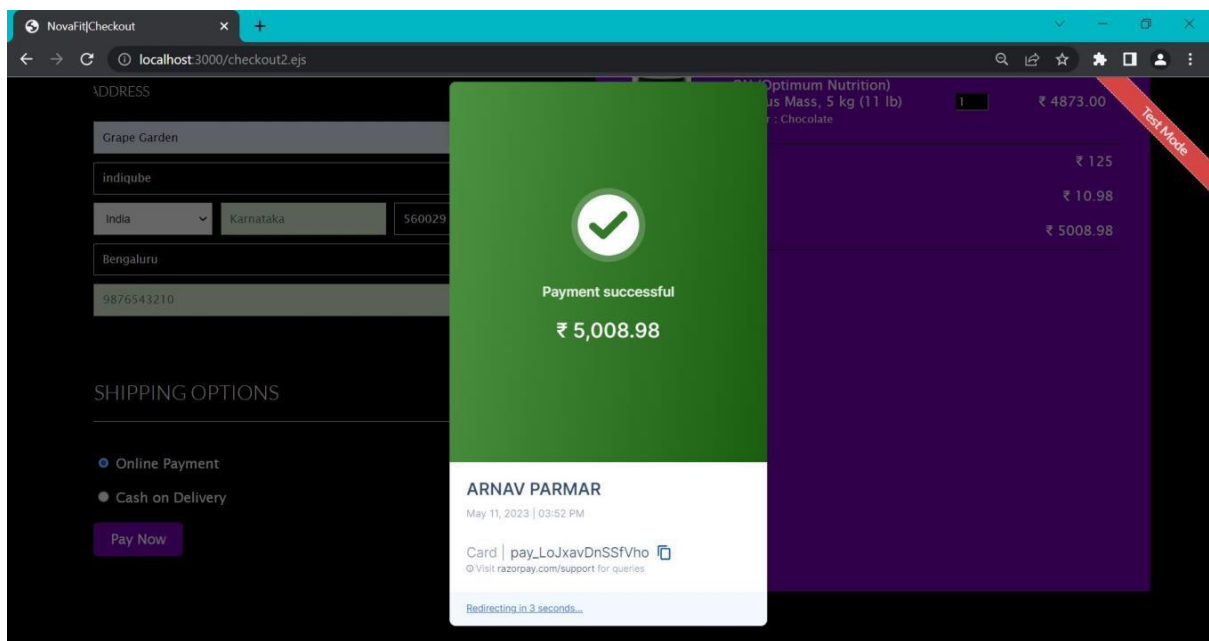 NovaFit|Checkout
localhost:3000/checkout2.ejs
ADDRESS
Grape Garden
indiqube
India
Karnataka
560029
Bengaluru
9876543210
SHIPPING OPTIONS
Online Payment
Cash on Delivery
Pay Now
Payment successful
₹ 5,008.98
ARNAV PARMAR
May 11, 2023 | 03:52 PM
Card | pay_LoJxavDnSSfVho
Visit razorpay.com/support for queries
Redirecting in 3 seconds...
(Optimum Nutrition)
Mass, 5 kg (11 lb)
: Chocolate
1
₹ 4873.00
₹ 125
₹ 10.98
₹ 5008.98
Test Mode